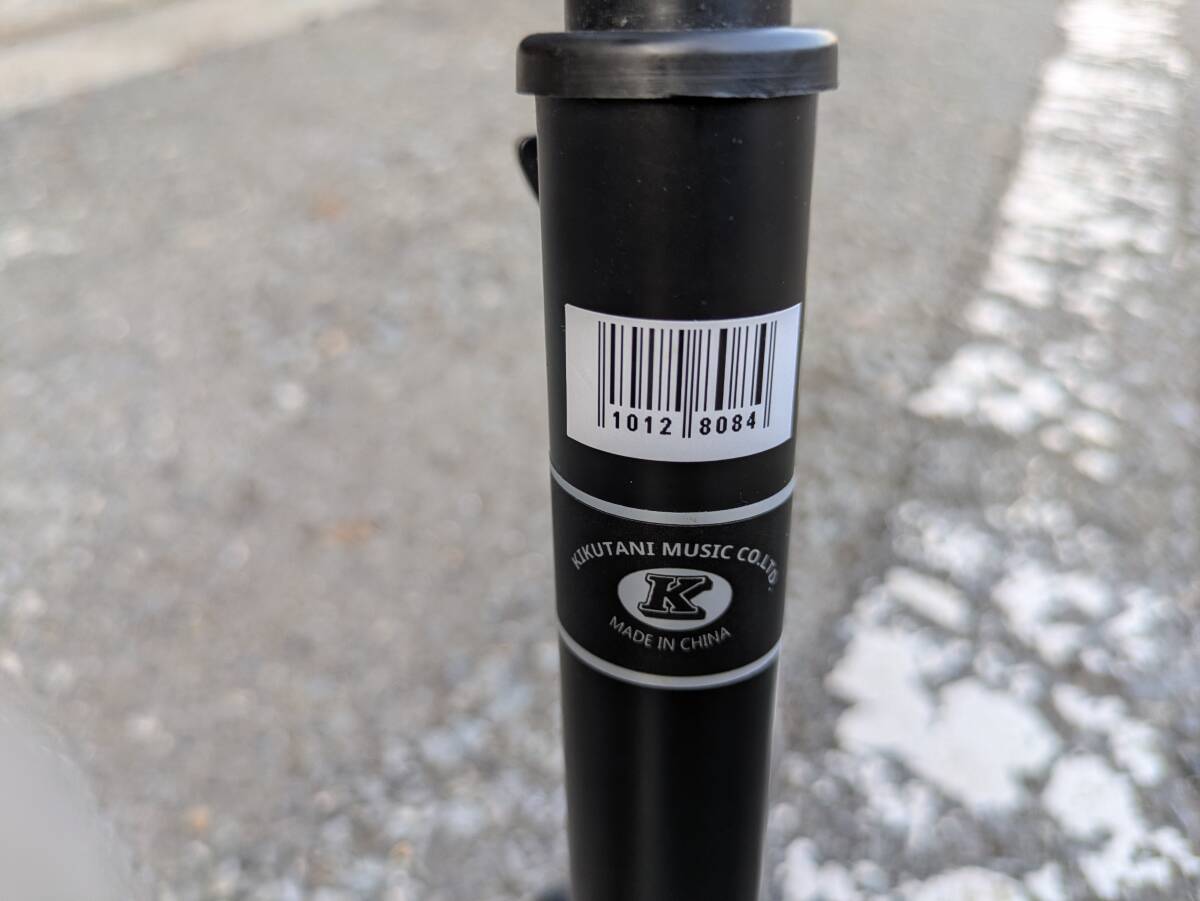 1012 8084
KIKUTANI MUSIC CO.LTD.
K
MADE IN CHINA